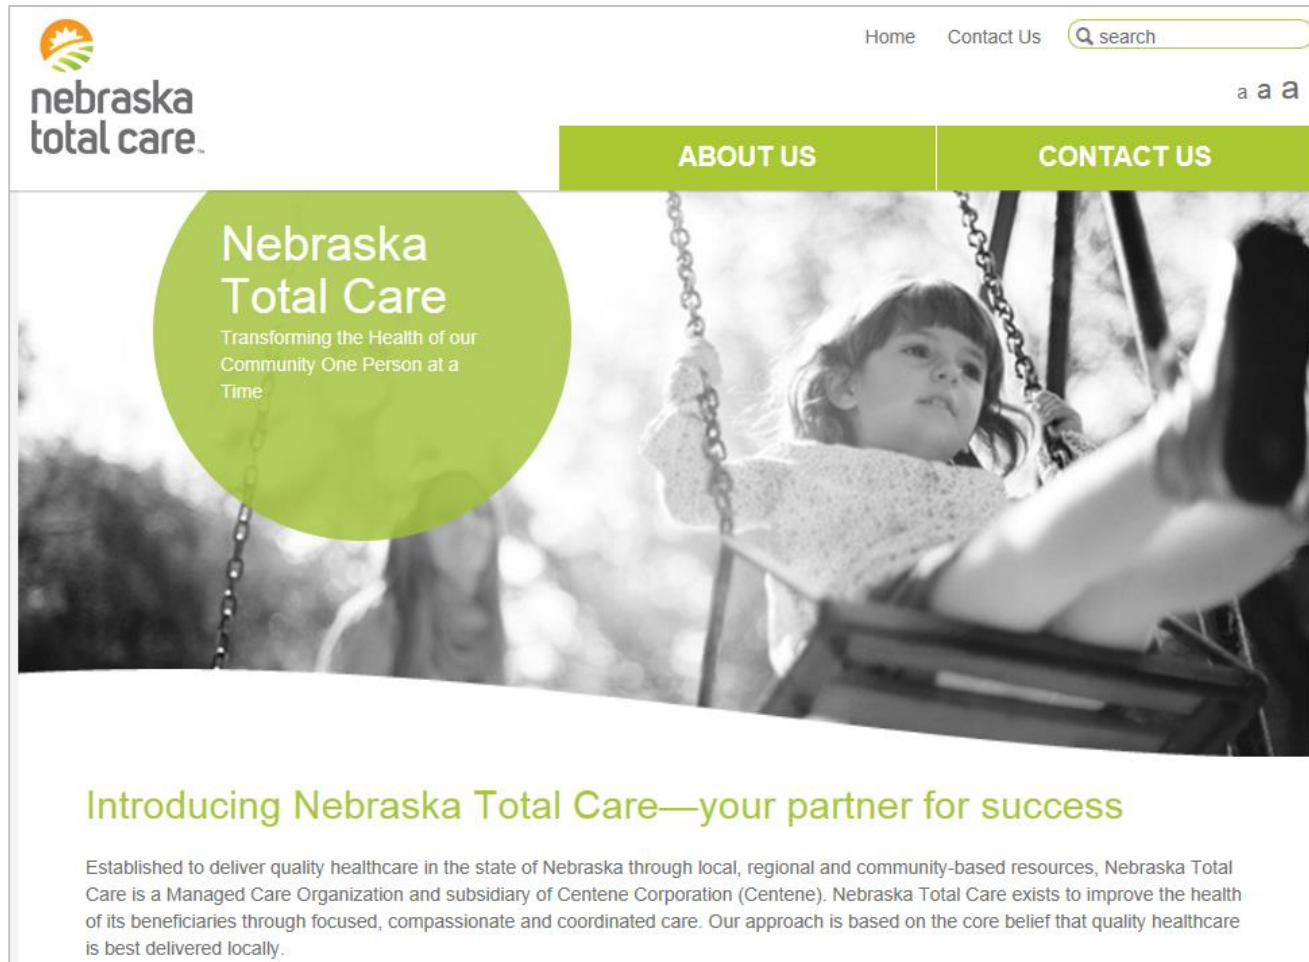 nebraska
total care™
Home Contact Us search
a a a
ABOUT US CONTACT US
Nebraska
Total Care
Transforming the Health of our
Community One Person at a
Time
Introducing Nebraska Total Care—your partner for success
Established to deliver quality healthcare in the state of Nebraska through local, regional and community-based resources, Nebraska Total
Care is a Managed Care Organization and subsidiary of Centene Corporation (Centene). Nebraska Total Care exists to improve the health
of its beneficiaries through focused, compassionate and coordinated care. Our approach is based on the core belief that quality healthcare
is best delivered locally.